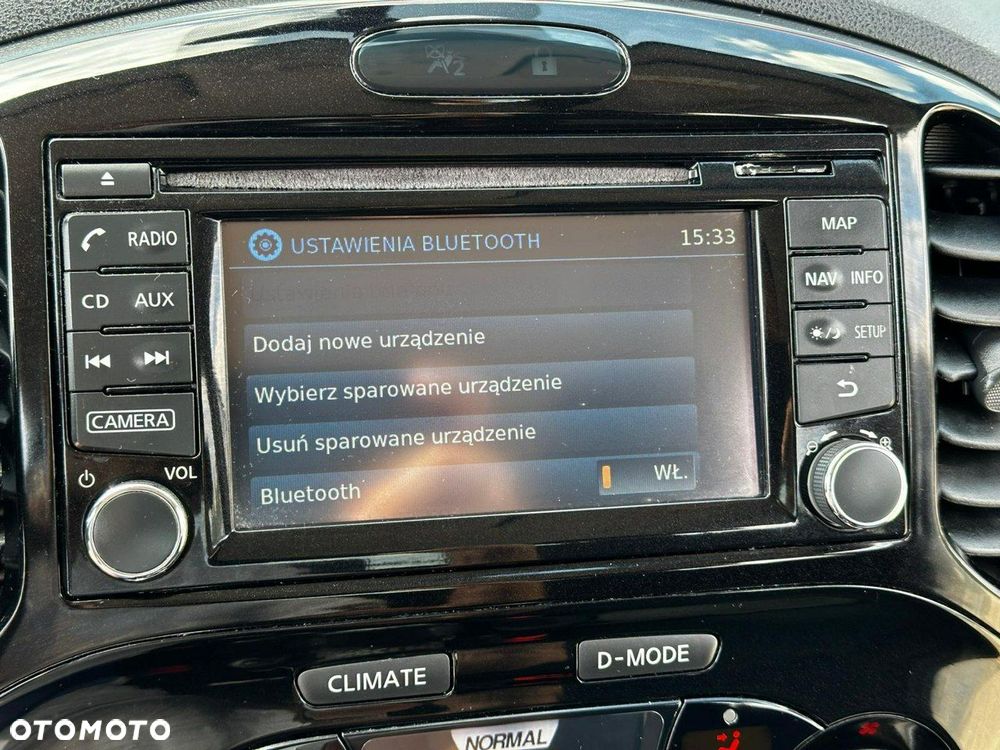 2
USTAWIENIA BLUETOOTH 15:33
RADIO
CD AUX
CAMERA
VOL
Dodaj nowe urządzenie
Wybierz sparowane urządzenie
Usuń sparowane urządzenie
Bluetooth WŁ.
MAP
NAV INFO
SETUP
CLIMATE
D-MODE
NORMAL
OTOMOTO